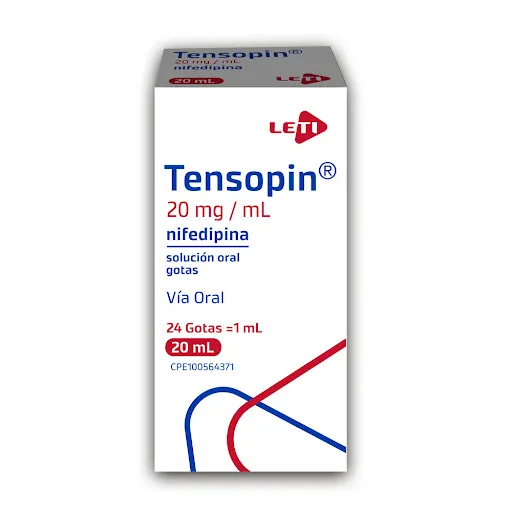 Tensopin®
20 mg / mL
nifedipina
20 mL
LETI
Tensopin®
20 mg / mL
nifedipina
solución oral
gotas
Vía Oral
24 Gotas =1 mL
20 mL
CPE100564371